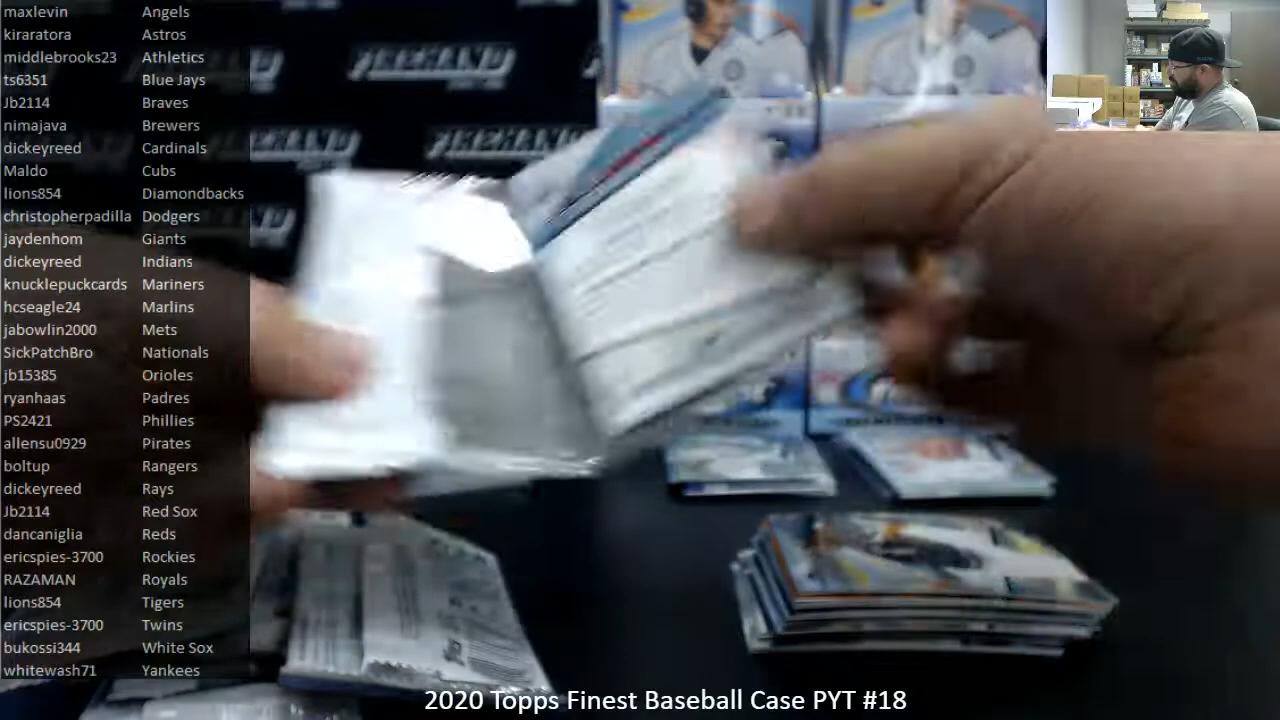 maxlevin Angels
kiraratora Astros
middlebrooks23 Athletics
ts6351 Blue Jays
Jb2114 Braves
nimajava Brewers
dickeyreed Cardinals
Maldo Cubs
lions854 Diamondbacks
christopherpadilla Dodgers
jaydenhom Giants
dickeyreed Indians
knucklepuckcards Mariners
hcseagle24 Marlins
jabowlin2000 Mets
SickPatchBro Nationals
jb15385 Orioles
ryanhaas Padres
PS2421 Phillies
allensu0929 Pirates
boltup Rangers
dickeyreed Rays
Jb2114 Red Sox
dancaniglia Reds
ericspies-3700 Rockies
RAZAMAN Royals
lions854 Tigers
ericspies-3700 Twins
bukossi344 White Sox
whitewash71 Yankees
FIREHAND
FIREHAND
2020 Topps Finest Baseball Case PYT #18